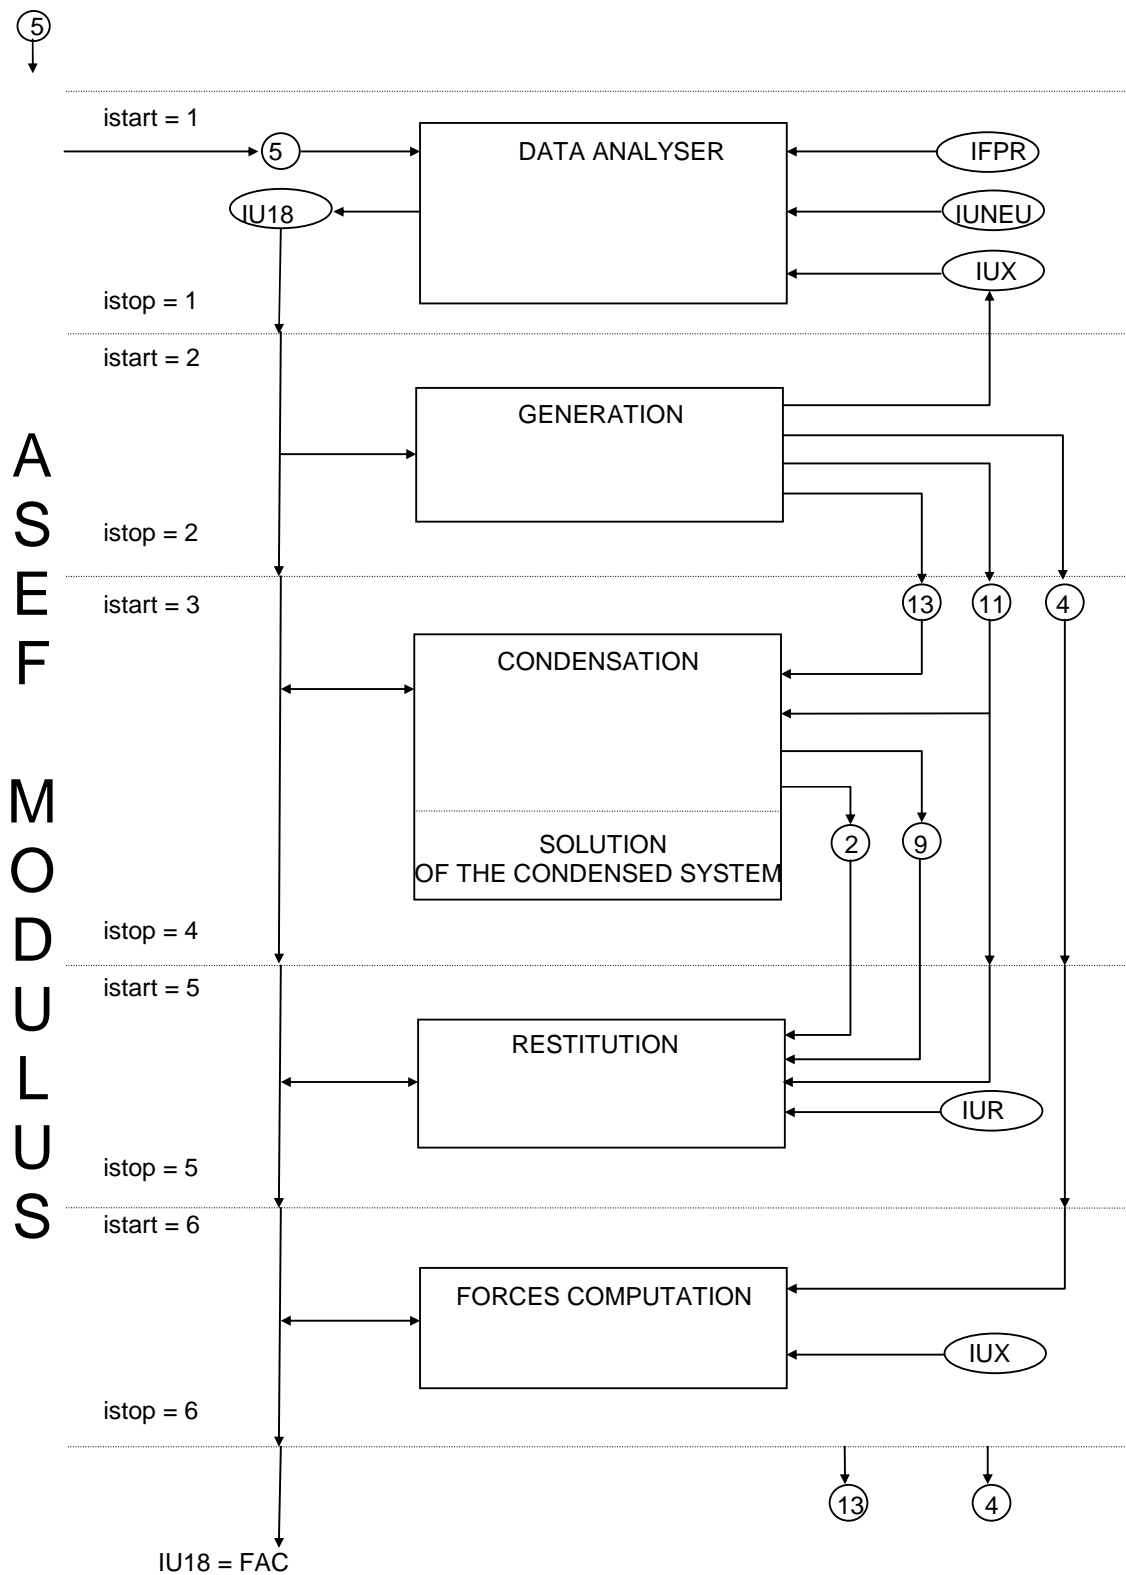 5
istart = 1
5
DATA ANALYSER
IFPR
IU18
IUNEU
IUX
istop = 1
istart = 2
GENERATION
istop = 2
istart = 3
13
11
4
CONDENSATION
2
9
SOLUTION
OF THE CONDENSED SYSTEM
istop = 4
istart = 5
RESTITUTION
IUR
istop = 5
istart = 6
FORCES COMPUTATION
IUX
istop = 6
13
4
IU18 = FAC
ASEF MODULUS